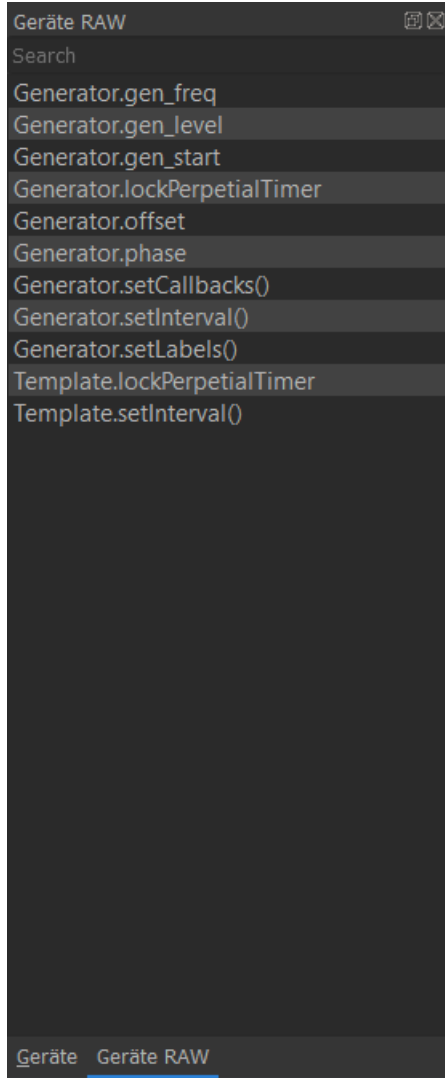 Geräte RAW
Search
Generator.gen_freq
Generator.gen_level
Generator.gen_start
Generator.lockPerpetialTimer
Generator.offset
Generator.phase
Generator.setCallbacks()
Generator.setInterval()
Generator.setLabels()
Template.lockPerpetialTimer
Template.setInterval()
Geräte Geräte RAW